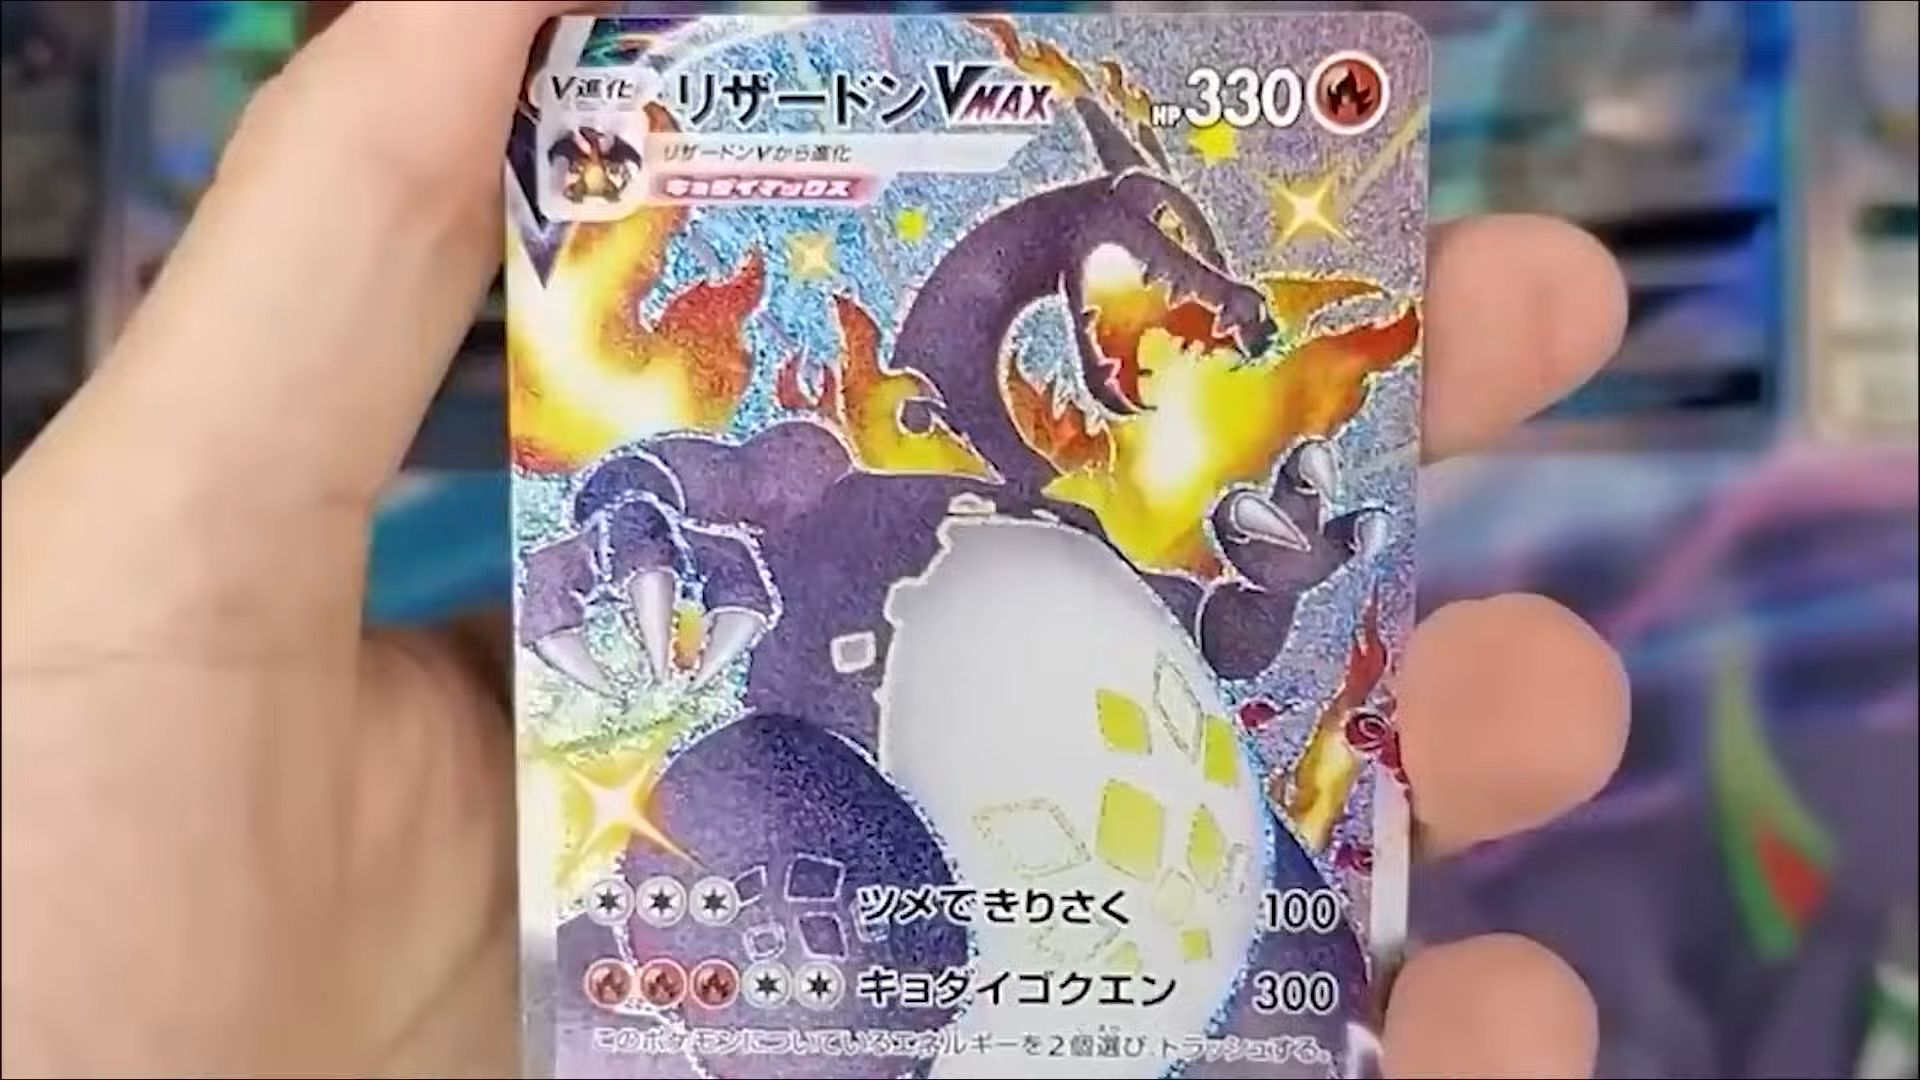 V進化
リザードンVMAX
HP330
リザードンVから進化
キョダイマックス
ツメできりさく 100
キョダイゴクエン 300
このポケモンについているエネルギーを2個選び、トラッシュする。